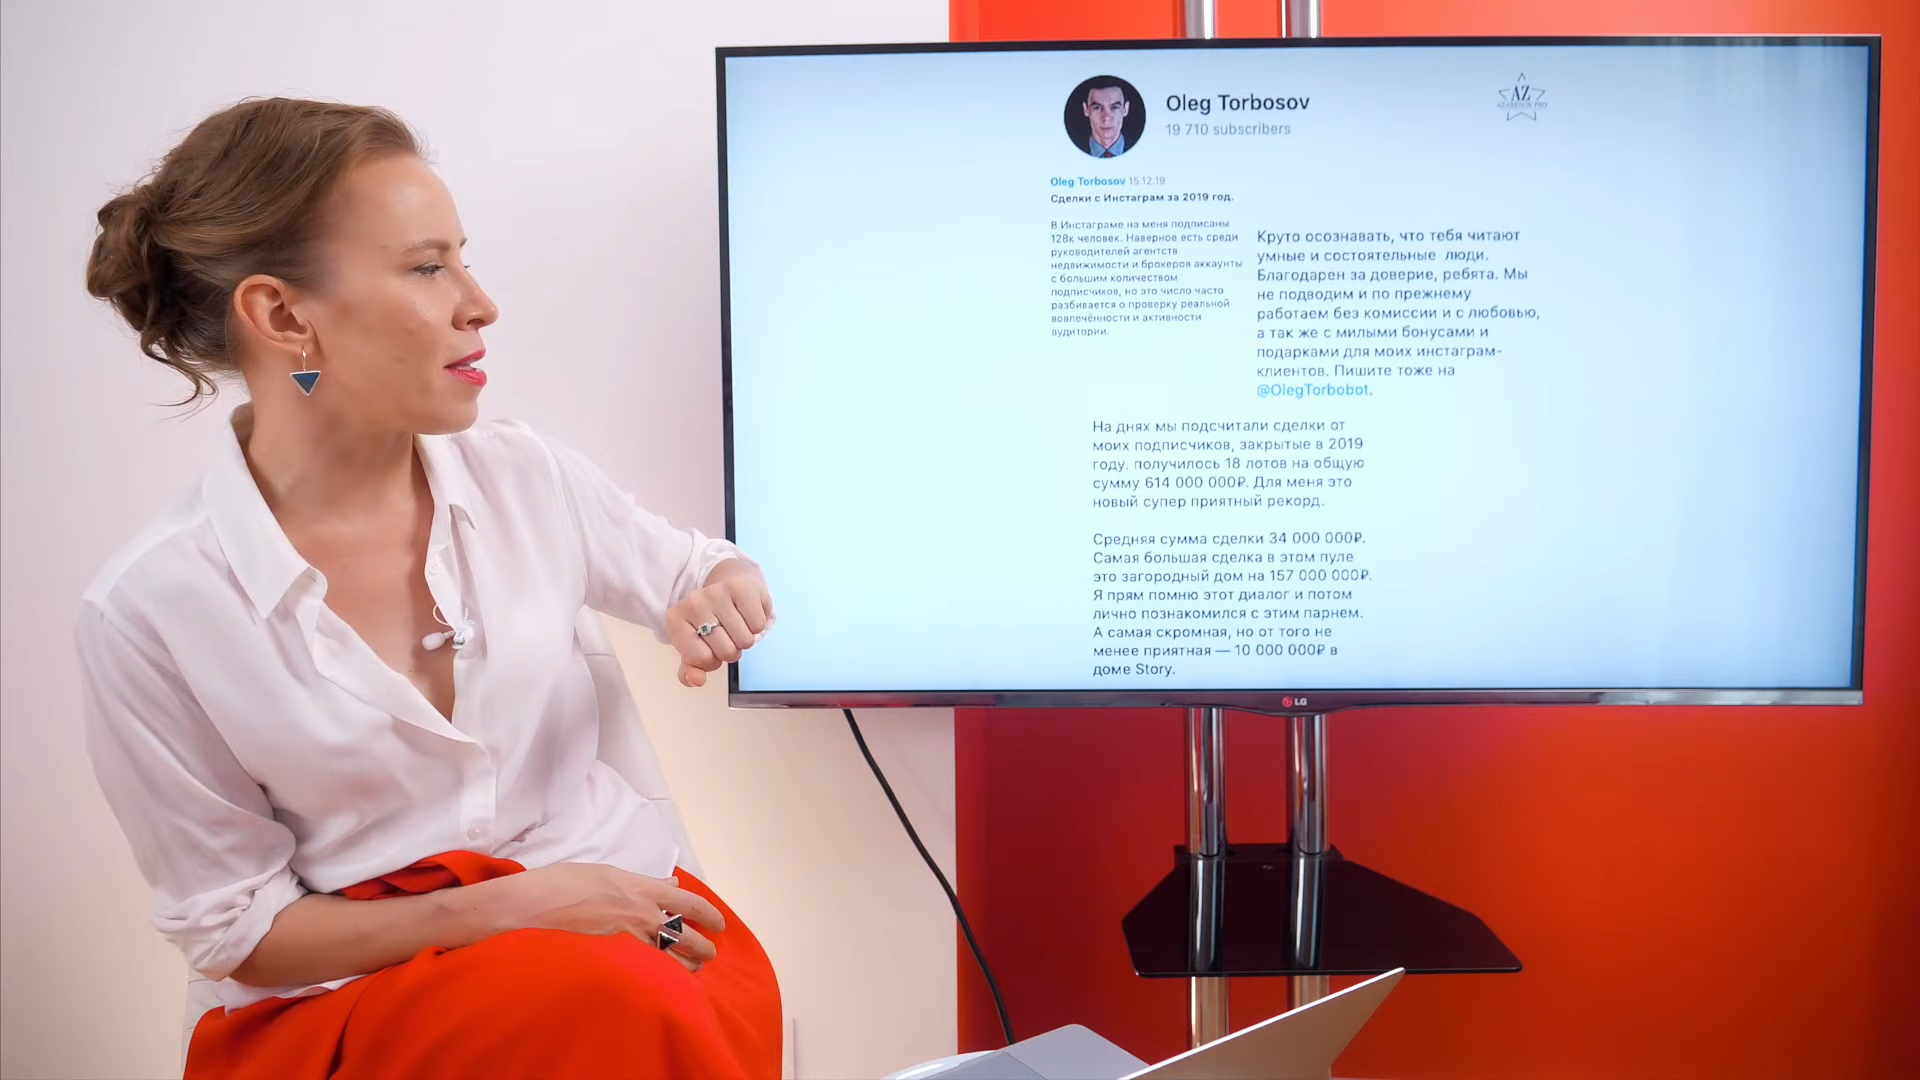 Oleg Torbosov
19 710 subscribers
AZ
AZARENOK PRO
Oleg Torbosov 15.12.19
Сделки с Инстаграм за 2019 год.
В Инстаграме на меня подписаны
128к человек. Наверное есть среди
руководителей агентств
недвижимости и брокеров аккаунты
с большим количеством
подписчиков, но это число часто
разбивается о проверку реальной
вовлечённости и активности
аудитории.
Круто осознавать, что тебя читают
умные и состоятельные люди.
Благодарен за доверие, ребята. Мы
не подводим и по прежнему
работаем без комиссии и с любовью,
а так же с милыми бонусами и
подарками для моих инстаграм-
клиентов. Пишите тоже на
@OlegTorbobot.
На днях мы подсчитали сделки от
моих подписчиков, закрытые в 2019
году. получилось 18 лотов на общую
сумму 614 000 000₽. Для меня это
новый супер приятный рекорд.
Средняя сумма сделки 34 000 000₽.
Самая большая сделка в этом пуле
это загородный дом на 157 000 000₽.
Я прям помню этот диалог и потом
лично познакомился с этим парнем.
А самая скромная, но от того не
менее приятная — 10 000 000₽ в
доме Story.
LG